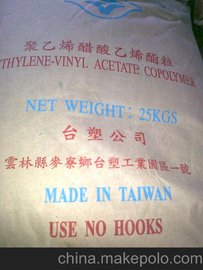 聚乙烯醋酸乙烯酯粒
THYLENE-VINYL ACETATE COPOLYMER
NET WEIGHT: 25KGS
台塑公司
雲林縣麥寮鄉台塑工業園區一號
MADE IN TAIWAN
USE NO HOOKS
china.makepolo.com